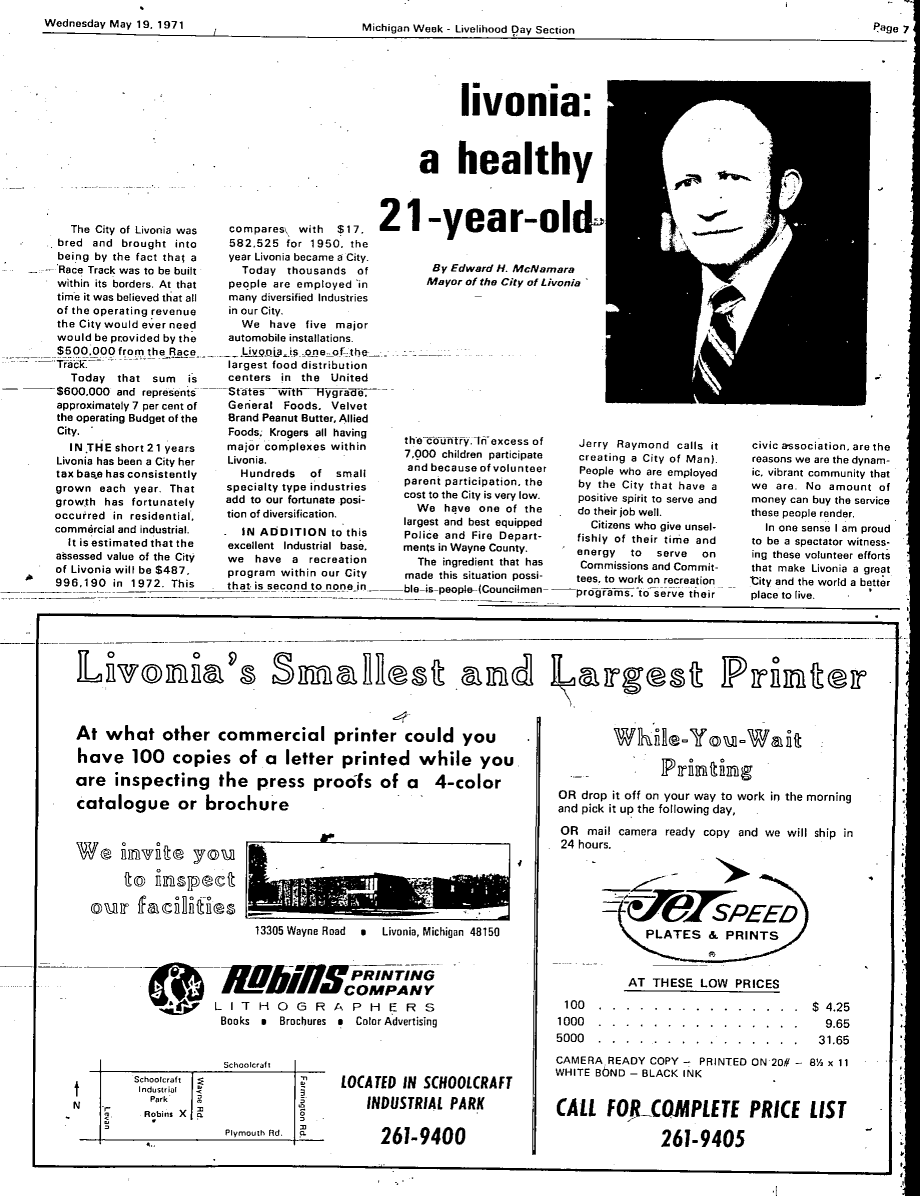 Wednesday May 19, 1971
Michigan Week - Livelihood Day Section
Page 7
livonia:
a healthy
21-year-old
By Edward H. McNamara
Mayor of the City of Livonia
The City of Livonia was
bred and brought into
being by the fact that a
Race Track was to be built
within its borders. At that
time it was believed that all
of the operating revenue
the City would ever need
would be provided by the
$500,000 from the Race
Track.
Today that sum is
$600,000 and represents
approximately 7 per cent of
the operating Budget of the
City.
IN THE short 21 years
Livonia has been a City her
tax base has consistently
grown each year. That
growth has fortunately
occurred in residential,
commercial and industrial.
It is estimated that the
assessed value of the City
of Livonia will be $487,
996,190 in 1972. This
compares with $17,
582,525 for 1950, the
year Livonia became a City.
Today thousands of
people are employed in
many diversified Industries
in our City.
We have five major
automobile installations.
Livonia is one of the
largest food distribution
centers in the United
States with Hygrade,
General Foods, Velvet
Brand Peanut Butter, Allied
Foods, Krogers all having
major complexes within
Livonia.
Hundreds of small
specialty type industries
add to our fortunate posi-
tion of diversification.
IN ADDITION to this
excellent Industrial base,
we have a recreation
program within our City
that is second to none in
the country. In excess of
7,000 children participate
and because of volunteer
parent participation, the
cost to the City is very low.
We have one of the
largest and best equipped
Police and Fire Depart-
ments in Wayne County.
The ingredient that has
made this situation possi-
ble is people (Councilman
Jerry Raymond calls it
creating a City of Man).
People who are employed
by the City that have a
positive spirit to serve and
do their job well.
Citizens who give unsel-
fishly of their time and
energy to serve on
Commissions and Commit-
tees, to work on recreation
programs, to serve their
civic association, are the
reasons we are the dynam-
ic, vibrant community that
we are. No amount of
money can buy the service
these people render.
In one sense I am proud
to be a spectator witness-
ing these volunteer efforts
that make Livonia a great
City and the world a better
place to live.
Livonia's Smallest and Largest Printer
At what other commercial printer could you
have 100 copies of a letter printed while you
are inspecting the press proofs of a 4-color
catalogue or brochure
We invite you
to inspect
our facilities
13305 Wayne Road • Livonia, Michigan 48150
Robins PRINTING
COMPANY
LITHOGRAPHERS
Books • Brochures • Color Advertising
Schoolcraft
Schoolcraft
Industrial
Park
Robins X
N
Levan
Wayne Rd.
Farmington Rd.
Plymouth Rd.
LOCATED IN SCHOOLCRAFT
INDUSTRIAL PARK
261-9400
While-You-Wait
Printing
OR drop it off on your way to work in the morning
and pick it up the following day,
OR mail camera ready copy and we will ship in
24 hours.
JET SPEED
PLATES & PRINTS
®
AT THESE LOW PRICES
100 . . . . . . . . . . . . . . . $ 4.25
1000 . . . . . . . . . . . . . . . 9.65
5000 . . . . . . . . . . . . . . . 31.65
CAMERA READY COPY – PRINTED ON 20# – 8½ x 11
WHITE BOND – BLACK INK
CALL FOR COMPLETE PRICE LIST
261-9405